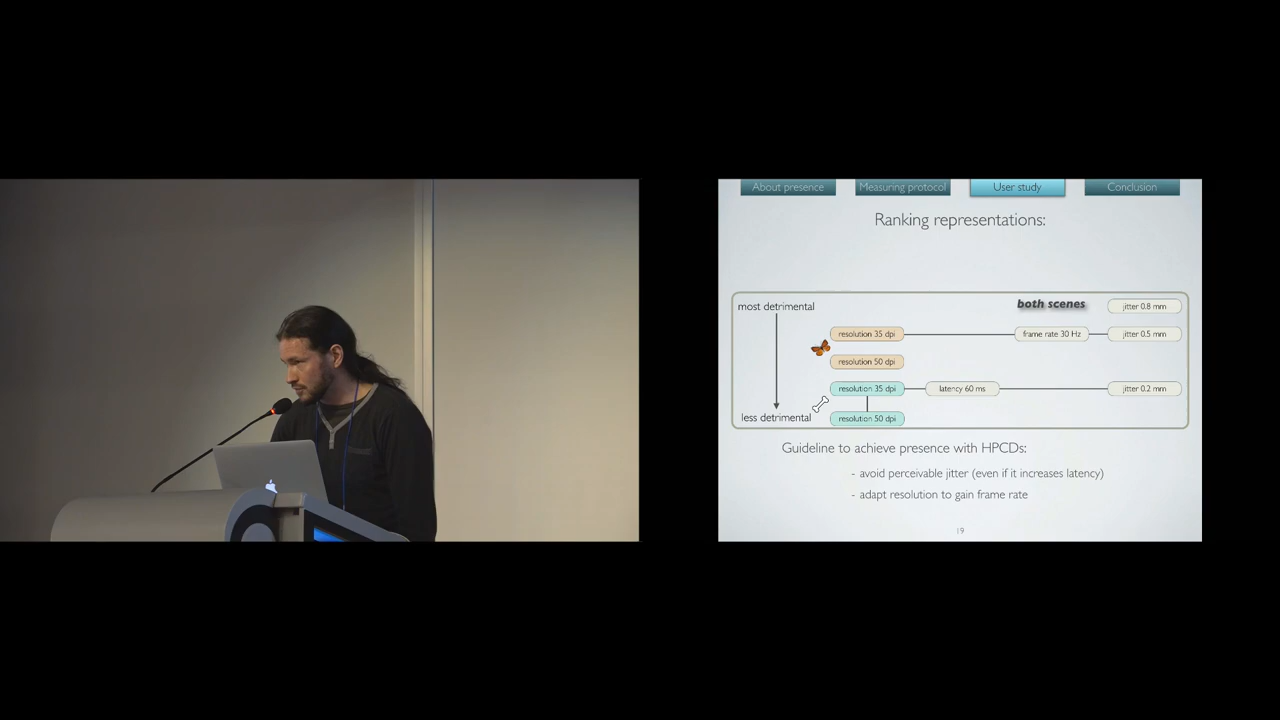 About presence
Measuring protocol
User study
Conclusion
Ranking representations:
most detrimental
both scenes
jitter 0.8 mm
resolution 35 dpi
frame rate 30 Hz
jitter 0.5 mm
resolution 50 dpi
resolution 35 dpi
latency 60 ms
jitter 0.2 mm
less detrimental
resolution 50 dpi
Guideline to achieve presence with HPCDs:
- avoid perceivable jitter (even if it increases latency)
- adapt resolution to gain frame rate
19